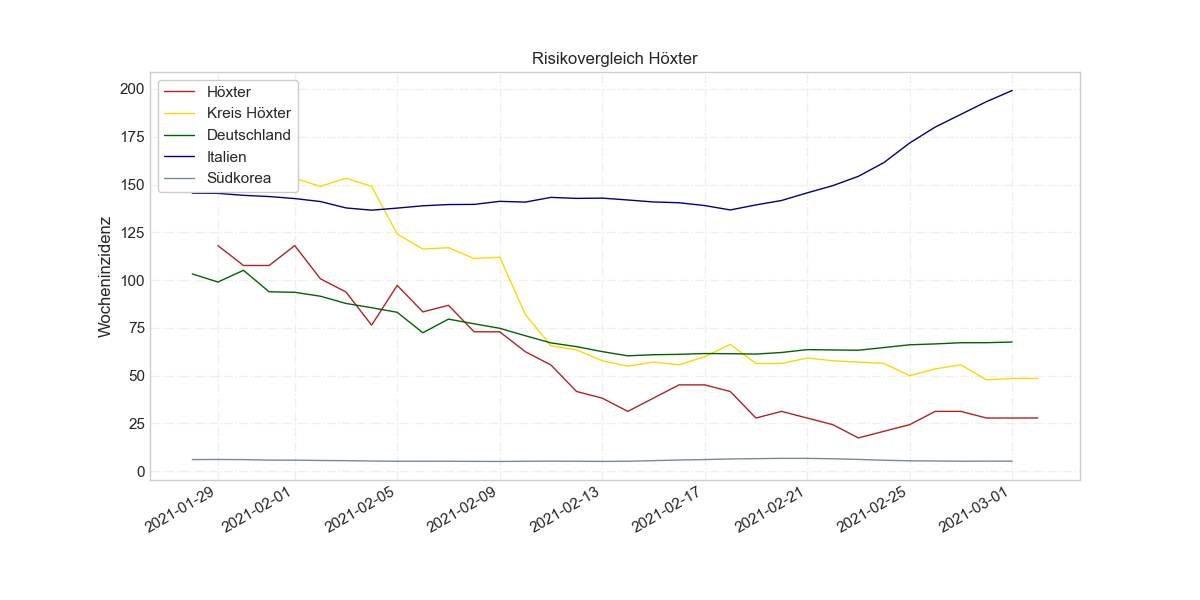 Risikovergleich Höxter
Höxter
Kreis Höxter
Deutschland
Italien
Südkorea
Wocheninzidenz
200
175
150
125
100
75
50
25
0
2021-01-29
2021-02-01
2021-02-05
2021-02-09
2021-02-13
2021-02-17
2021-02-21
2021-02-25
2021-03-01